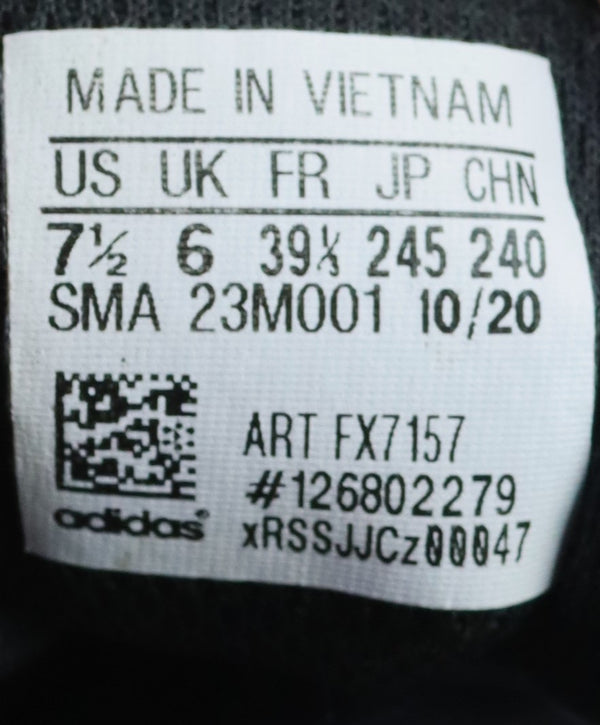 MADE IN VIETNAM
US UK FR JP CHN
7½ 6 39⅓ 245 240
SMA 23M001 10/20
ART FX7157
#126802279
xRSSJJCz00047
adidas